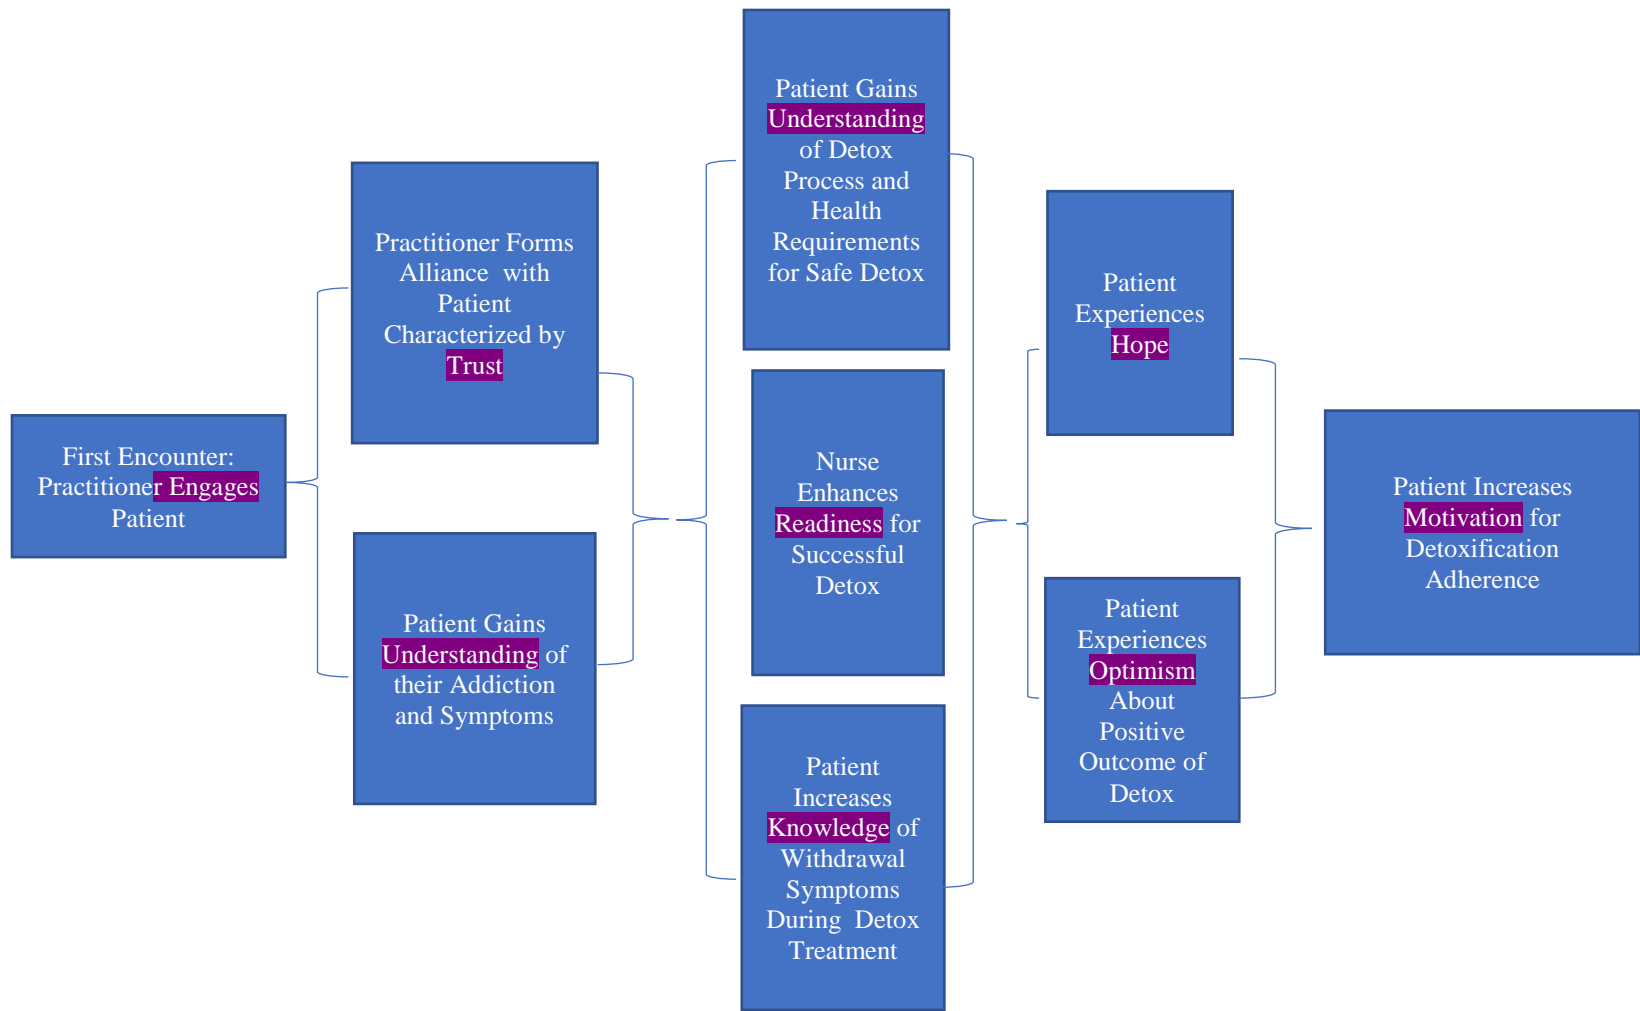 First Encounter:
Practitioner Engages
Patient
Practitioner Forms
Alliance with
Patient
Characterized by
Trust
Patient Gains
Understanding of
their Addiction
and Symptoms
Patient Gains
Understanding
of Detox
Process and
Health
Requirements
for Safe Detox
Nurse
Enhances
Readiness for
Successful
Detox
Patient
Increases
Knowledge of
Withdrawal
Symptoms
During Detox
Treatment
Patient
Experiences
Hope
Patient
Experiences
Optimism
About
Positive
Outcome of
Detox
Patient Increases
Motivation for
Detoxification
Adherence